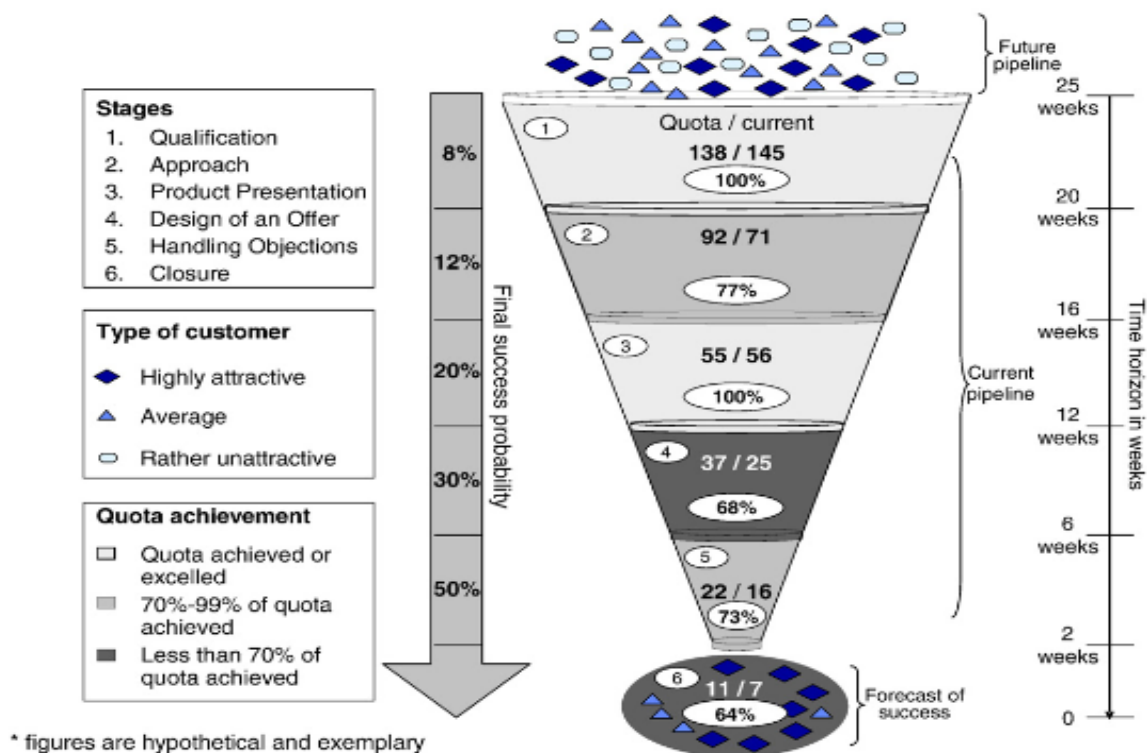 Future
pipeline
25
weeks
Stages
1. Qualification
2. Approach
3. Product Presentation
4. Design of an Offer
5. Handling Objections
6. Closure
8%
1
Quota / current
138 / 145
100%
20
weeks
12%
2
92 / 71
77%
16
weeks
Type of customer
Highly attractive
Average
Rather unattractive
20%
3
55 / 56
100%
12
weeks
Final success probability
Current
pipeline
Time horizon in weeks
30%
4
37 / 25
68%
6
weeks
Quota achievement
Quota achieved or
excelled
70%-99% of quota
achieved
Less than 70% of
quota achieved
50%
5
22 / 16
73%
2
weeks
6
11 / 7
64%
Forecast of
success
0
* figures are hypothetical and exemplary